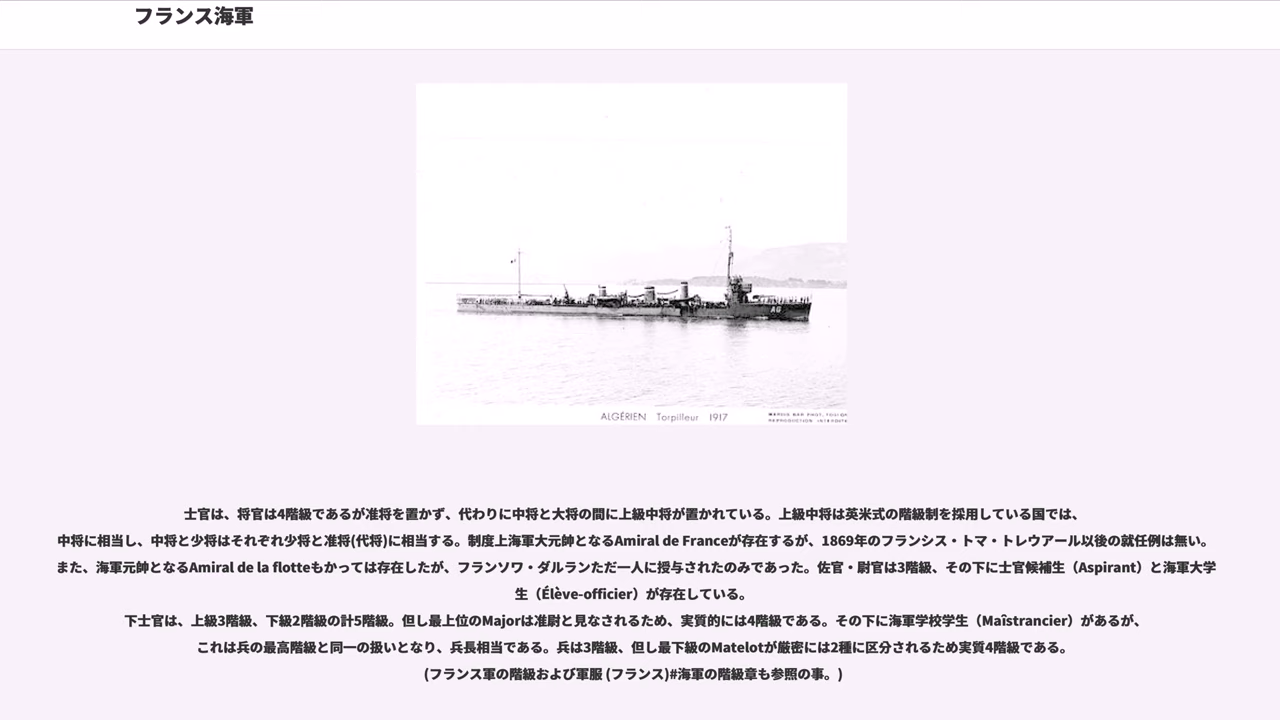 フランス海軍
AG
ALGÉRIEN Torpilleur 1917
MARIUS BAR PHOT. TOULON
REPRODUCTION INTERDITE
士官は、将官は4階級であるが准将を置かず、代わりに中将と大将の間に上級中将が置かれている。上級中将は英米式の階級制を採用している国では、
中将に相当し、中将と少将はそれぞれ少将と准将(代将)に相当する。制度上海軍大元帥となるAmiral de Franceが存在するが、1869年のフランシス・トマ・トレウアール以後の就任例は無い。
また、海軍元帥となるAmiral de la flotteもかつては存在したが、フランソワ・ダルランただ一人に授与されたのみであった。佐官・尉官は3階級、その下に士官候補生（Aspirant）と海軍大学
生（Élève-officier）が存在している。
下士官は、上級3階級、下級2階級の計5階級。但し最上位のMajorは准尉と見なされるため、実質的には4階級である。その下に海軍学校学生（Maîstrancier）があるが、
これは兵の最高階級と同一の扱いとなり、兵長相当である。兵は3階級、但し最下級のMatelotが厳密には2種に区分されるため実質4階級である。
(フランス軍の階級および軍服 (フランス)#海軍の階級章も参照の事。)